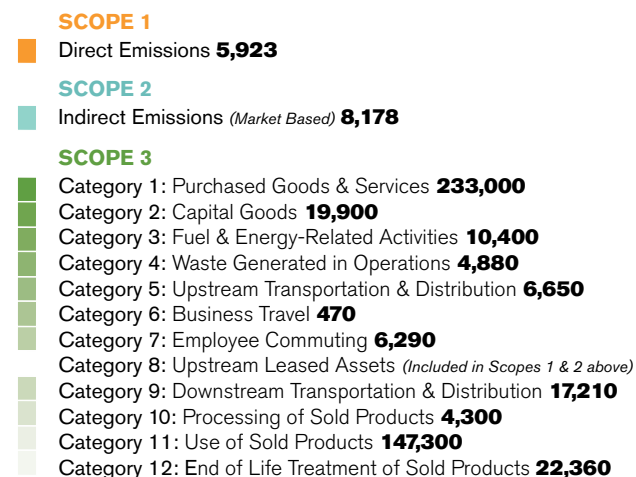 SCOPE 1
Direct Emissions 5,923
SCOPE 2
Indirect Emissions (Market Based) 8,178
SCOPE 3
Category 1: Purchased Goods & Services 233,000
Category 2: Capital Goods 19,900
Category 3: Fuel & Energy-Related Activities 10,400
Category 4: Waste Generated in Operations 4,880
Category 5: Upstream Transportation & Distribution 6,650
Category 6: Business Travel 470
Category 7: Employee Commuting 6,290
Category 8: Upstream Leased Assets (Included in Scopes 1 & 2 above)
Category 9: Downstream Transportation & Distribution 17,210
Category 10: Processing of Sold Products 4,300
Category 11: Use of Sold Products 147,300
Category 12: End of Life Treatment of Sold Products 22,360